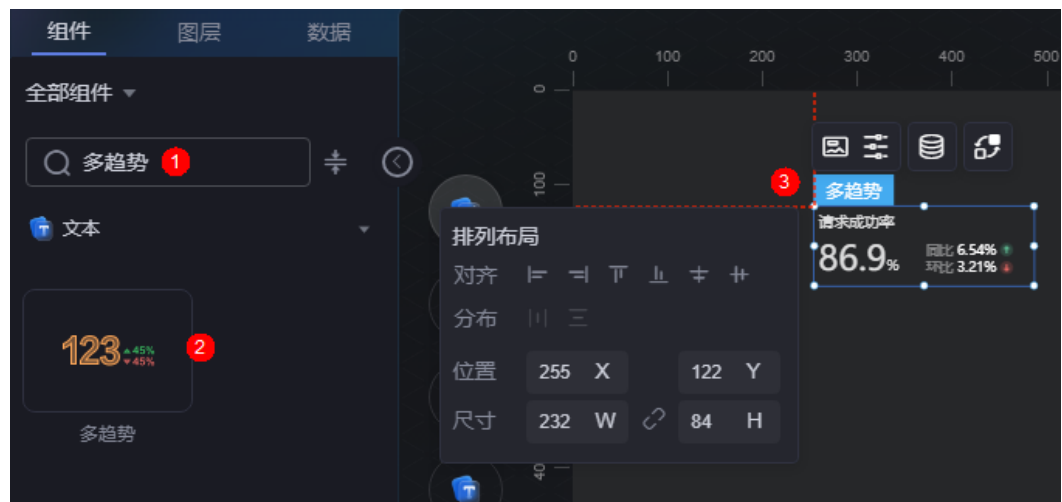 组件 图层 数据
全部组件
多趋势 1
文本
123 45%
45%
2
多趋势
0 100 200 300 400 500
0
100
40
排列布局
对齐
分布
位置 255 X 122 Y
尺寸 232 W 84 H
3
多趋势
请求成功率
86.9%
同比 6.54%
环比 3.21%